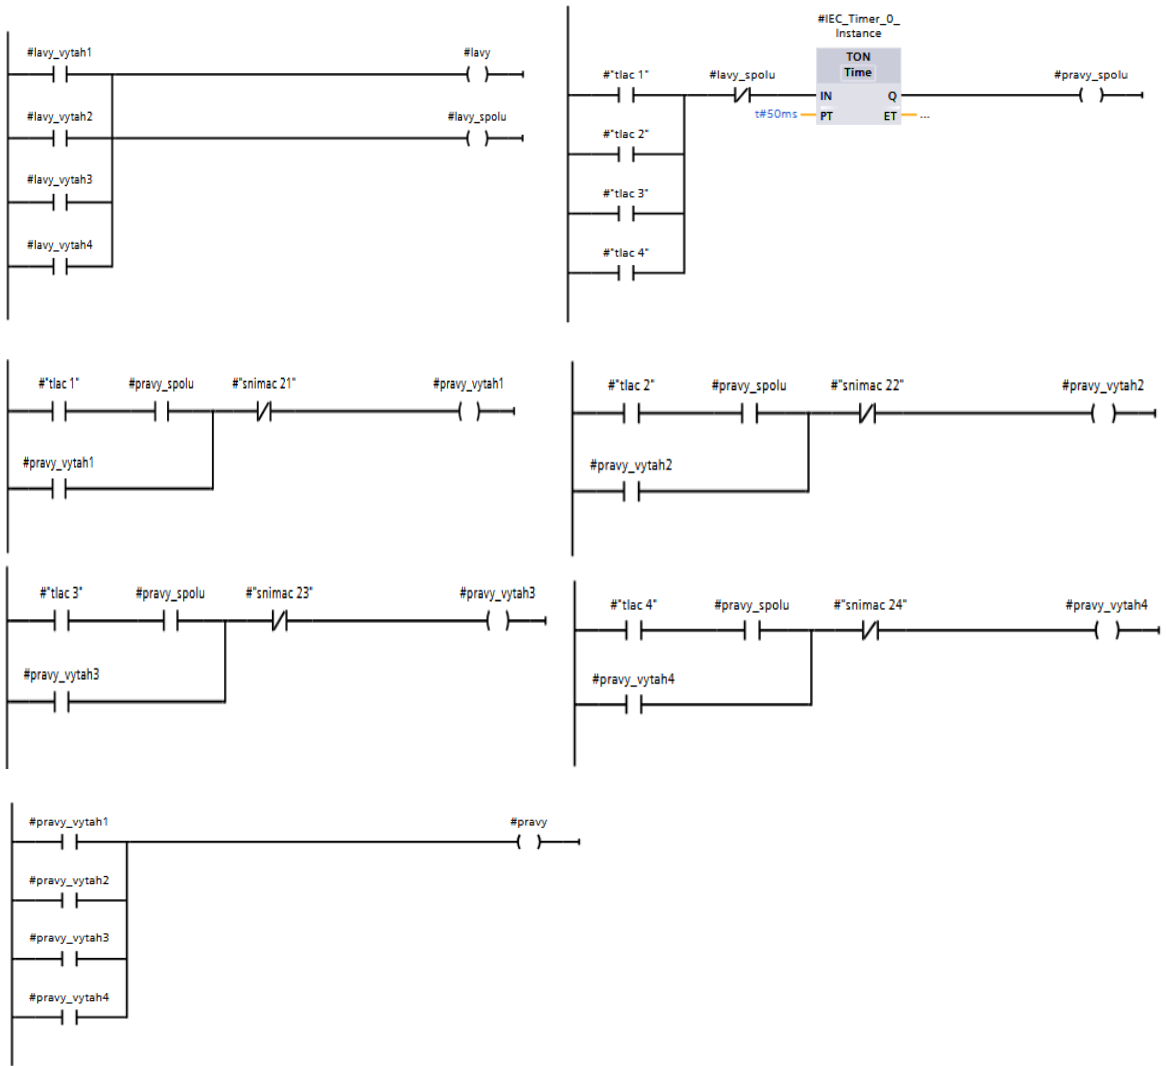 #lavy_vytah1
#lavy
#lavy_vytah2
#lavy_spolu
#lavy_vytah3
#lavy_vytah4
#IEC_Timer_0_
Instance
TON
Time
#"tlac 1"
#lavy_spolu
IN
Q
#pravy_spolu
t#50ms
PT
ET
...
#"tlac 2"
#"tlac 3"
#"tlac 4"
#"tlac 1"
#pravy_spolu
#"snimac 21"
#pravy_vytah1
#pravy_vytah1
#"tlac 2"
#pravy_spolu
#"snimac 22"
#pravy_vytah2
#pravy_vytah2
#"tlac 3"
#pravy_spolu
#"snimac 23"
#pravy_vytah3
#pravy_vytah3
#"tlac 4"
#pravy_spolu
#"snimac 24"
#pravy_vytah4
#pravy_vytah4
#pravy_vytah1
#pravy
#pravy_vytah2
#pravy_vytah3
#pravy_vytah4